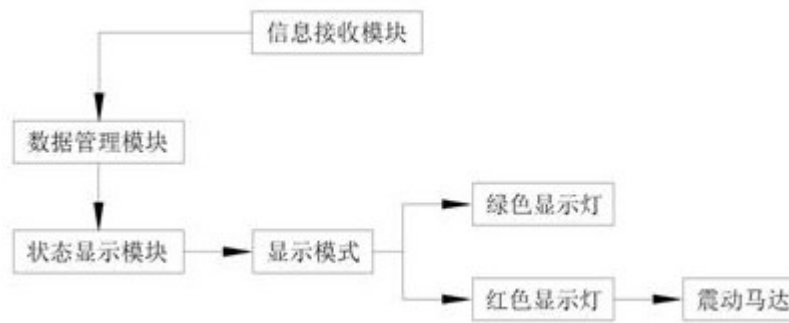 信息接收模块
数据管理模块
绿色显示灯
状态显示模块
显示模式
红色显示灯
震动马达